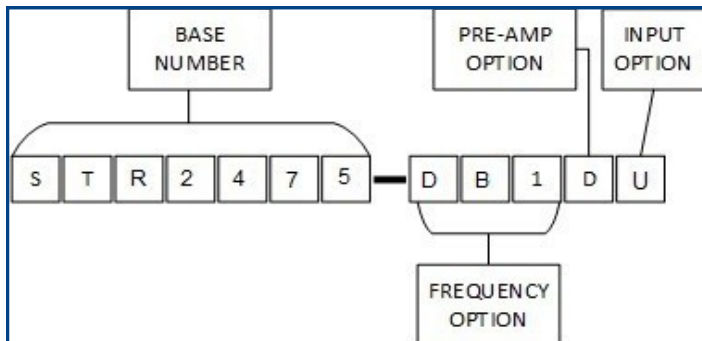 BASE
NUMBER
PRE-AMP
OPTION
INPUT
OPTION
S T R 2 4 7 5 – D B 1 D U
FREQUENCY
OPTION